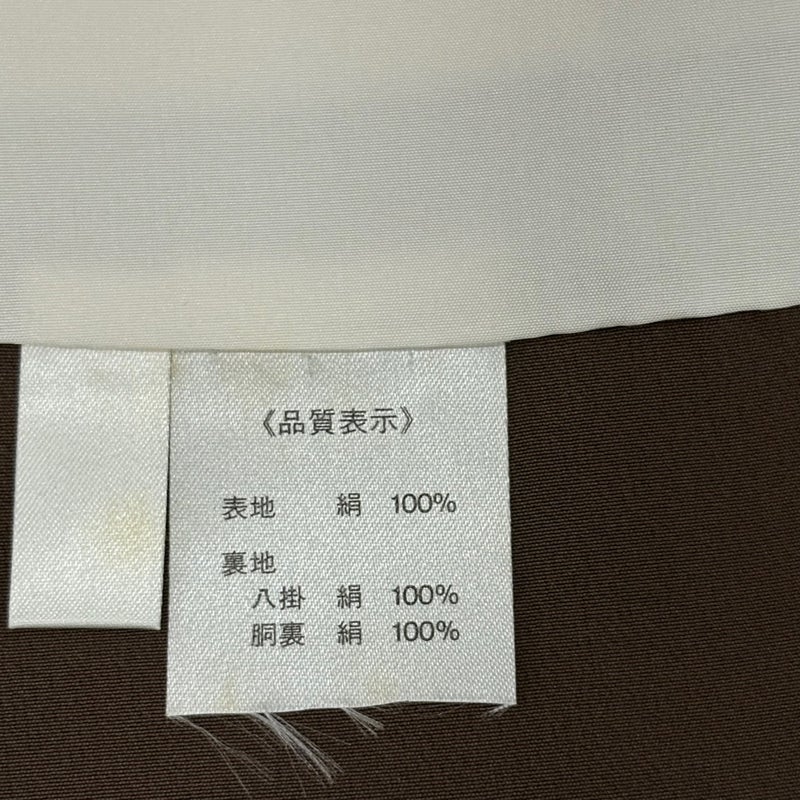 《品質表示》
表地 絹 100%
裏地
八掛 絹 100%
胴裏 絹 100%